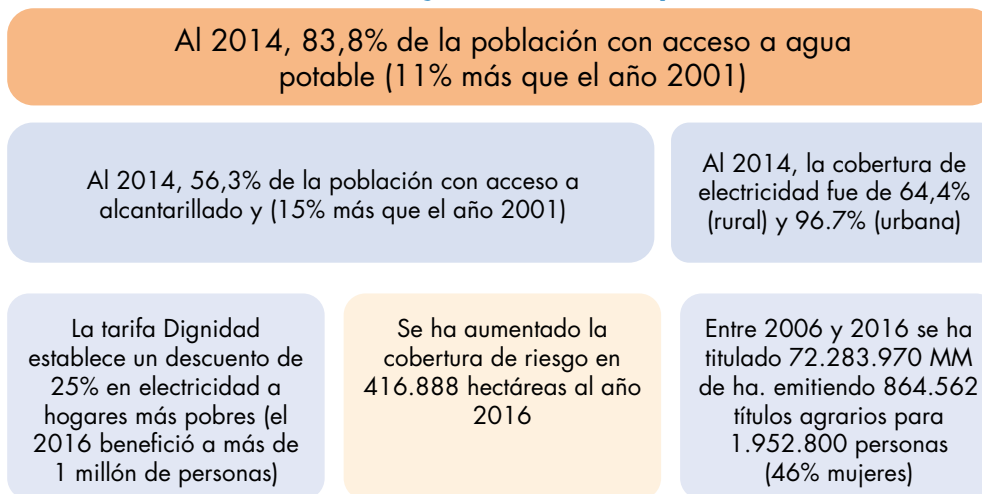 Al 2014, 83,8% de la población con acceso a agua
potable (11% más que el año 2001)
Al 2014, 56,3% de la población con acceso a
alcantarillado y (15% más que el año 2001)
Al 2014, la cobertura de
electricidad fue de 64,4%
(rural) y 96.7% (urbana)
La tarifa Dignidad
establece un descuento de
25% en electricidad a
hogares más pobres (el
2016 benefició a más de
1 millón de personas)
Se ha aumentado la
cobertura de riesgo en
416.888 hectáreas al año
2016
Entre 2006 y 2016 se ha
titulado 72.283.970 MM
de ha. emitiendo 864.562
títulos agrarios para
1.952.800 personas
(46% mujeres)